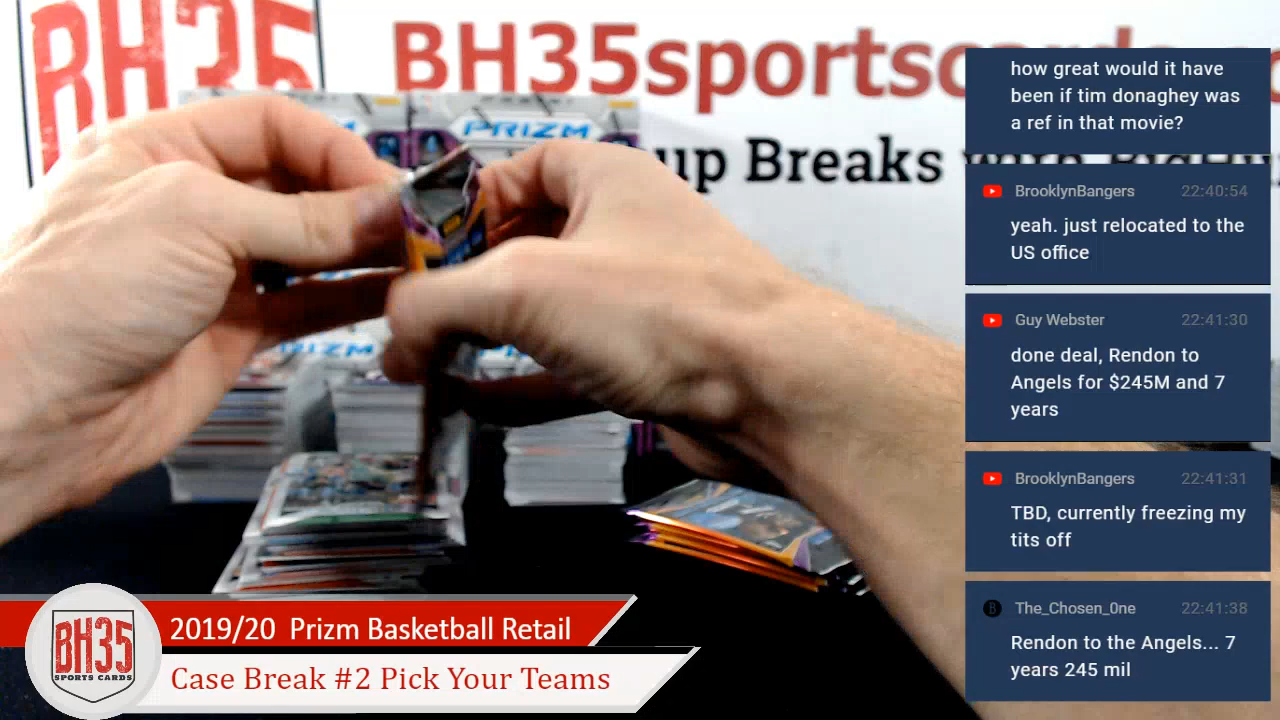 BH35
BH35sportsc
PRIZM
up Breaks
how great would it have
been if tim donaghey was
a ref in that movie?
BrooklynBangers 22:40:54
yeah. just relocated to the
US office
Guy Webster 22:41:30
done deal, Rendon to
Angels for $245M and 7
years
BrooklynBangers 22:41:31
TBD, currently freezing my
tits off
The_Chosen_0ne 22:41:38
Rendon to the Angels... 7
years 245 mil
BH35
SPORTS CARDS
2019/20 Prizm Basketball Retail
Case Break #2 Pick Your Teams